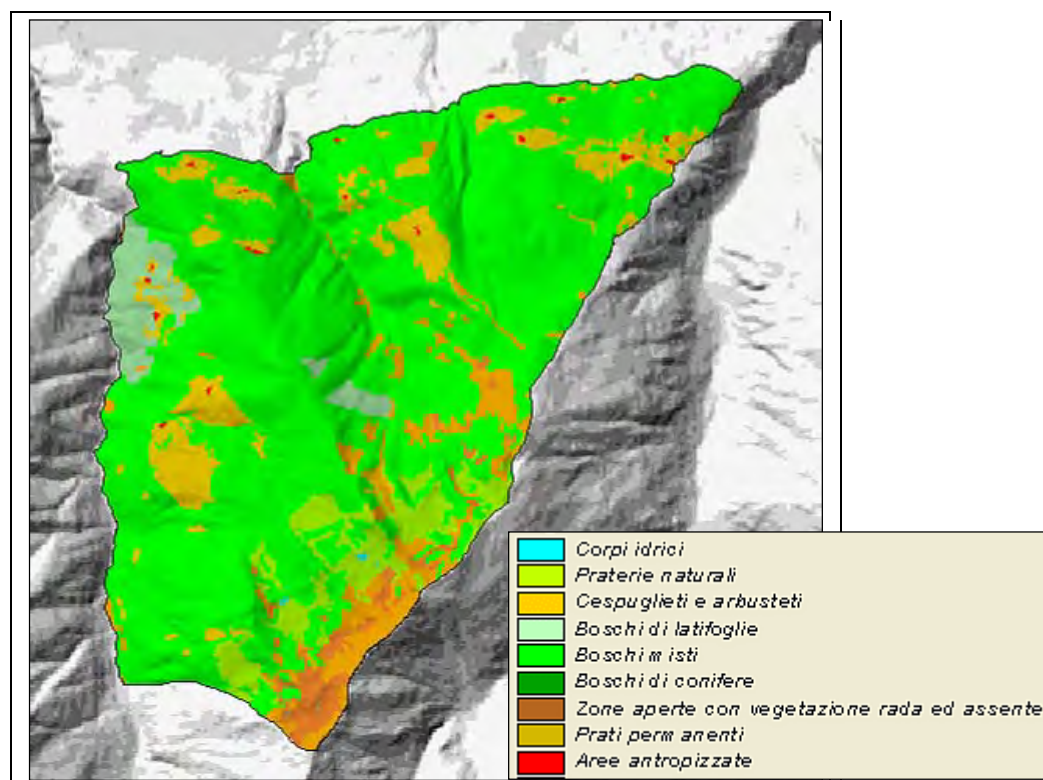 Corpi idrici
Praterie naturali
Cespuglieti e arbusteti
Boschi di latifoglie
Boschi misti
Boschi di conifere
Zone aperte con vegetazione rada ed assente
Prati permanenti
Aree antropizzate